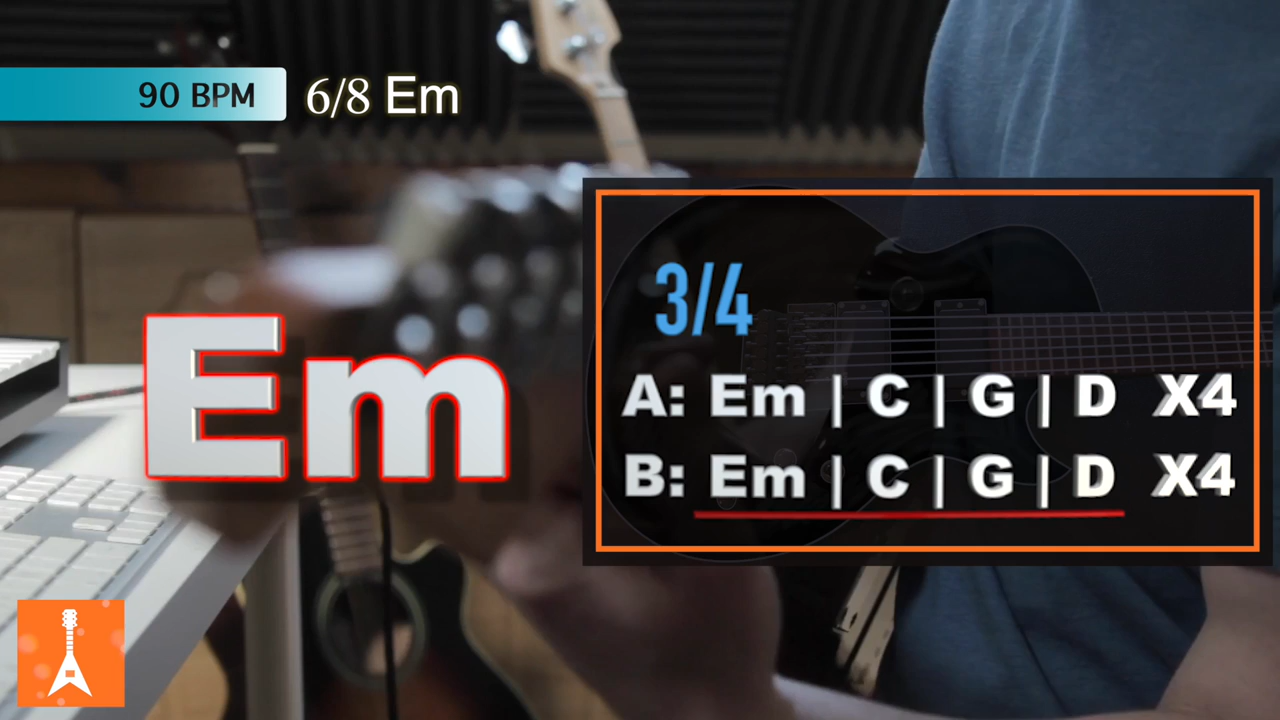 90 BPM 6/8 Em
3/4
Em
A: Em | C | G | D X4
B: Em | C | G | D X4